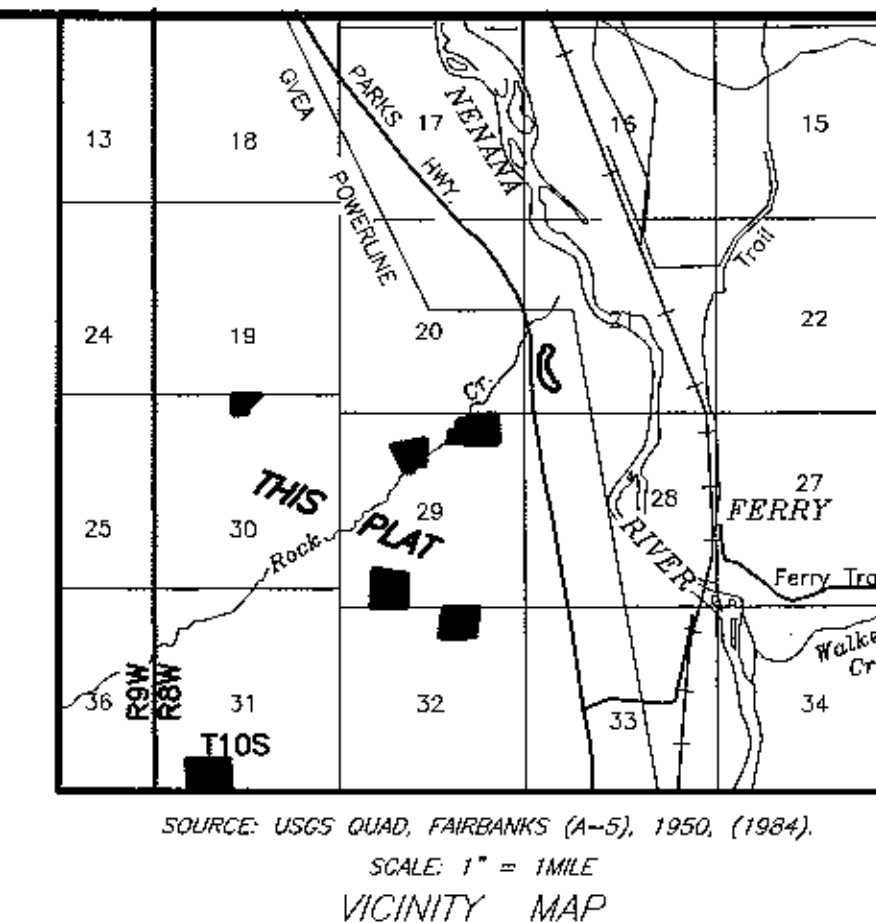 13
18
17
16
15
GVEA
POWERLINE
PARKS
HWY.
NENANA
Trail
24
19
20
21
22
Cr.
THIS
PLAT
25
30
Rock
29
28
27
FERRY
RIVER
Ferry Tra
Walke
Cr
36
R9W
R8W
31
32
33
34
T10S
SOURCE: USGS QUAD, FAIRBANKS (A-5), 1950, (1984).
SCALE: 1" = 1MILE
VICINITY MAP